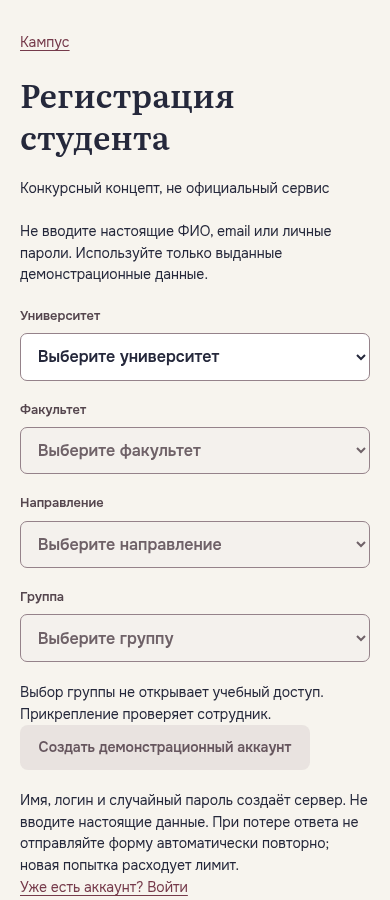 Кампус
Регистрация
студента
Конкурсный концепт, не официальный сервис
Не вводите настоящие ФИО, email или личные
пароли. Используйте только выданные
демонстрационные данные.
Университет
Выберите университет
Факультет
Выберите факультет
Направление
Выберите направление
Группа
Выберите группу
Выбор группы не открывает учебный доступ.
Прикрепление проверяет сотрудник.
Создать демонстрационный аккаунт
Имя, логин и случайный пароль создаёт сервер. Не
вводите настоящие данные. При потере ответа не
отправляйте форму автоматически повторно;
новая попытка расходует лимит.
Уже есть аккаунт? Войти